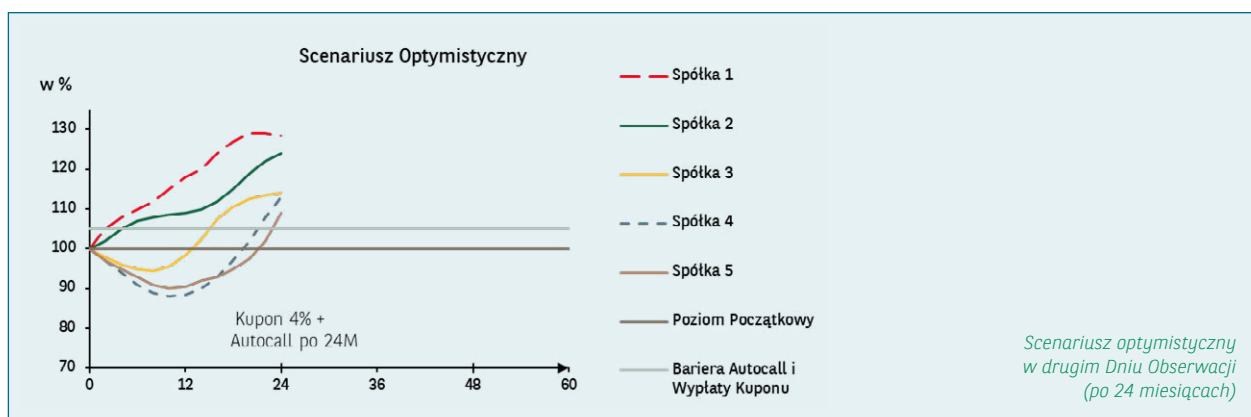 Scenariusz Optymistyczny
w %
130
120
110
100
90
80
70
0
12
24
36
48
60
Kupon 4% +
Autocall po 24M
Spółka 1
Spółka 2
Spółka 3
Spółka 4
Spółka 5
Poziom Początkowy
Bariera Autocall i
Wypłaty Kuponu
Scenariusz optymistyczny
w drugim Dniu Obserwacji
(po 24 miesiącach)